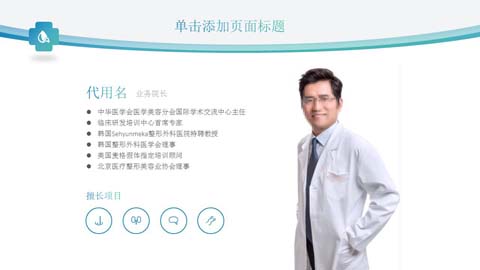 单击添加页面标题
代用名 业务院长
中华医学会医学美容分会国际学术交流中心主任
临床研发培训中心首席专家
韩国Sehyunmeka整形外科医院特聘教授
韩国整形外科医学会理事
美国麦格假体指定培训顾问
北京医疗整形美容业协会理事
擅长项目